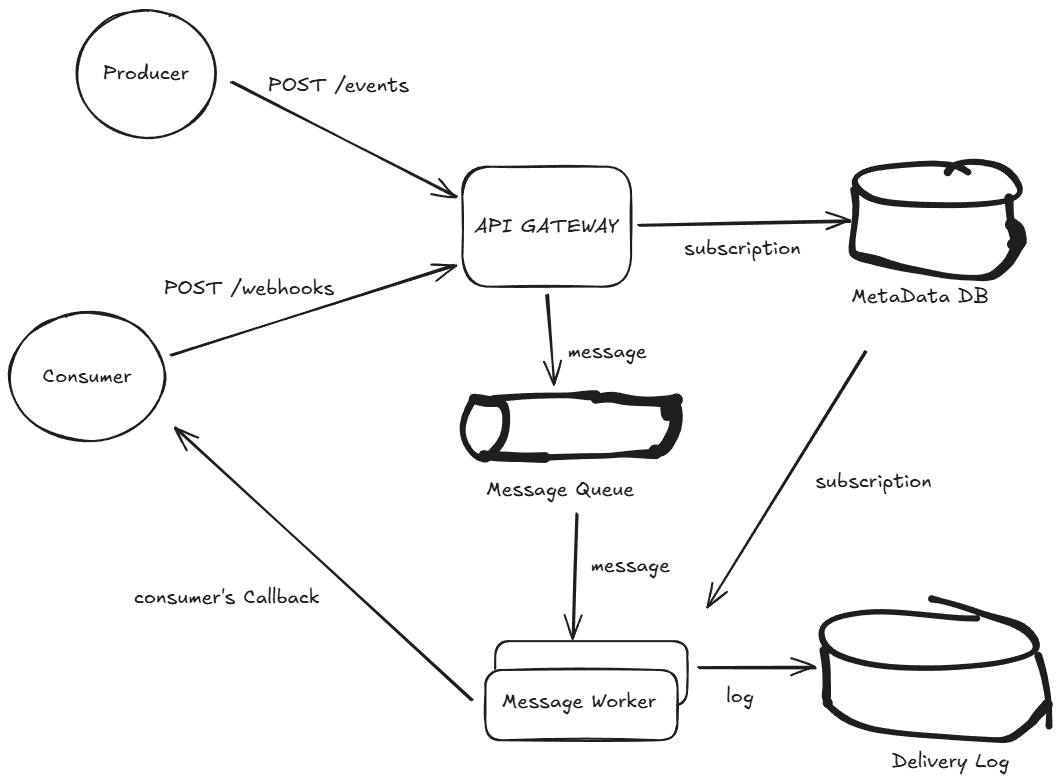 Producer
POST /events
API GATEWAY
subscription
MetaData DB
POST /webhooks
Consumer
message
Message Queue
subscription
message
consumer's Callback
Message Worker
log
Delivery Log